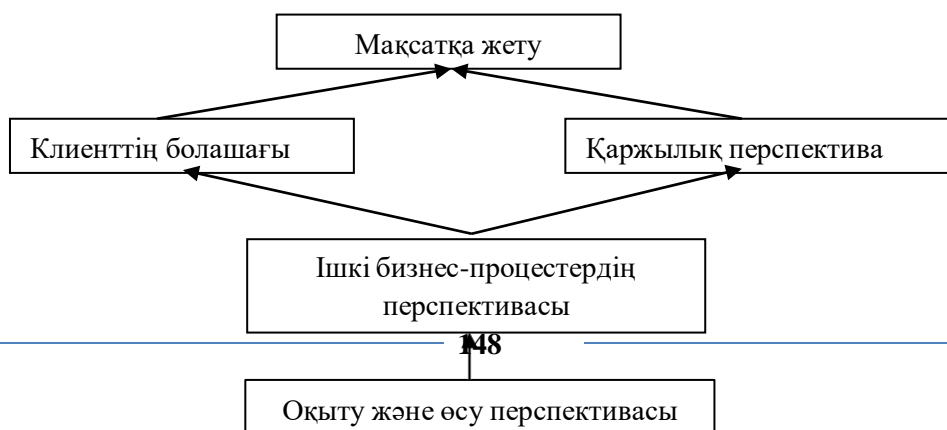 Мақсатқа жету
Клиенттің болашағы
Қаржылық перспектива
Ішкі бизнес-процестердің
перспективасы
148
Оқыту және өсу перспективасы